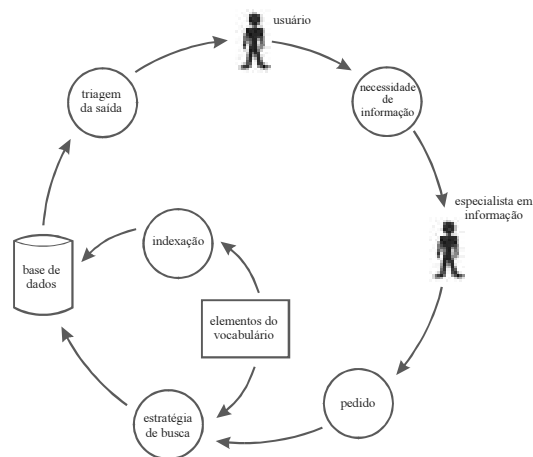 usuário
necessidade
de
informação
especialista em
informação
pedido
estratégia
de busca
base de
dados
triagem
da saída
indexação
elementos do
vocabulário